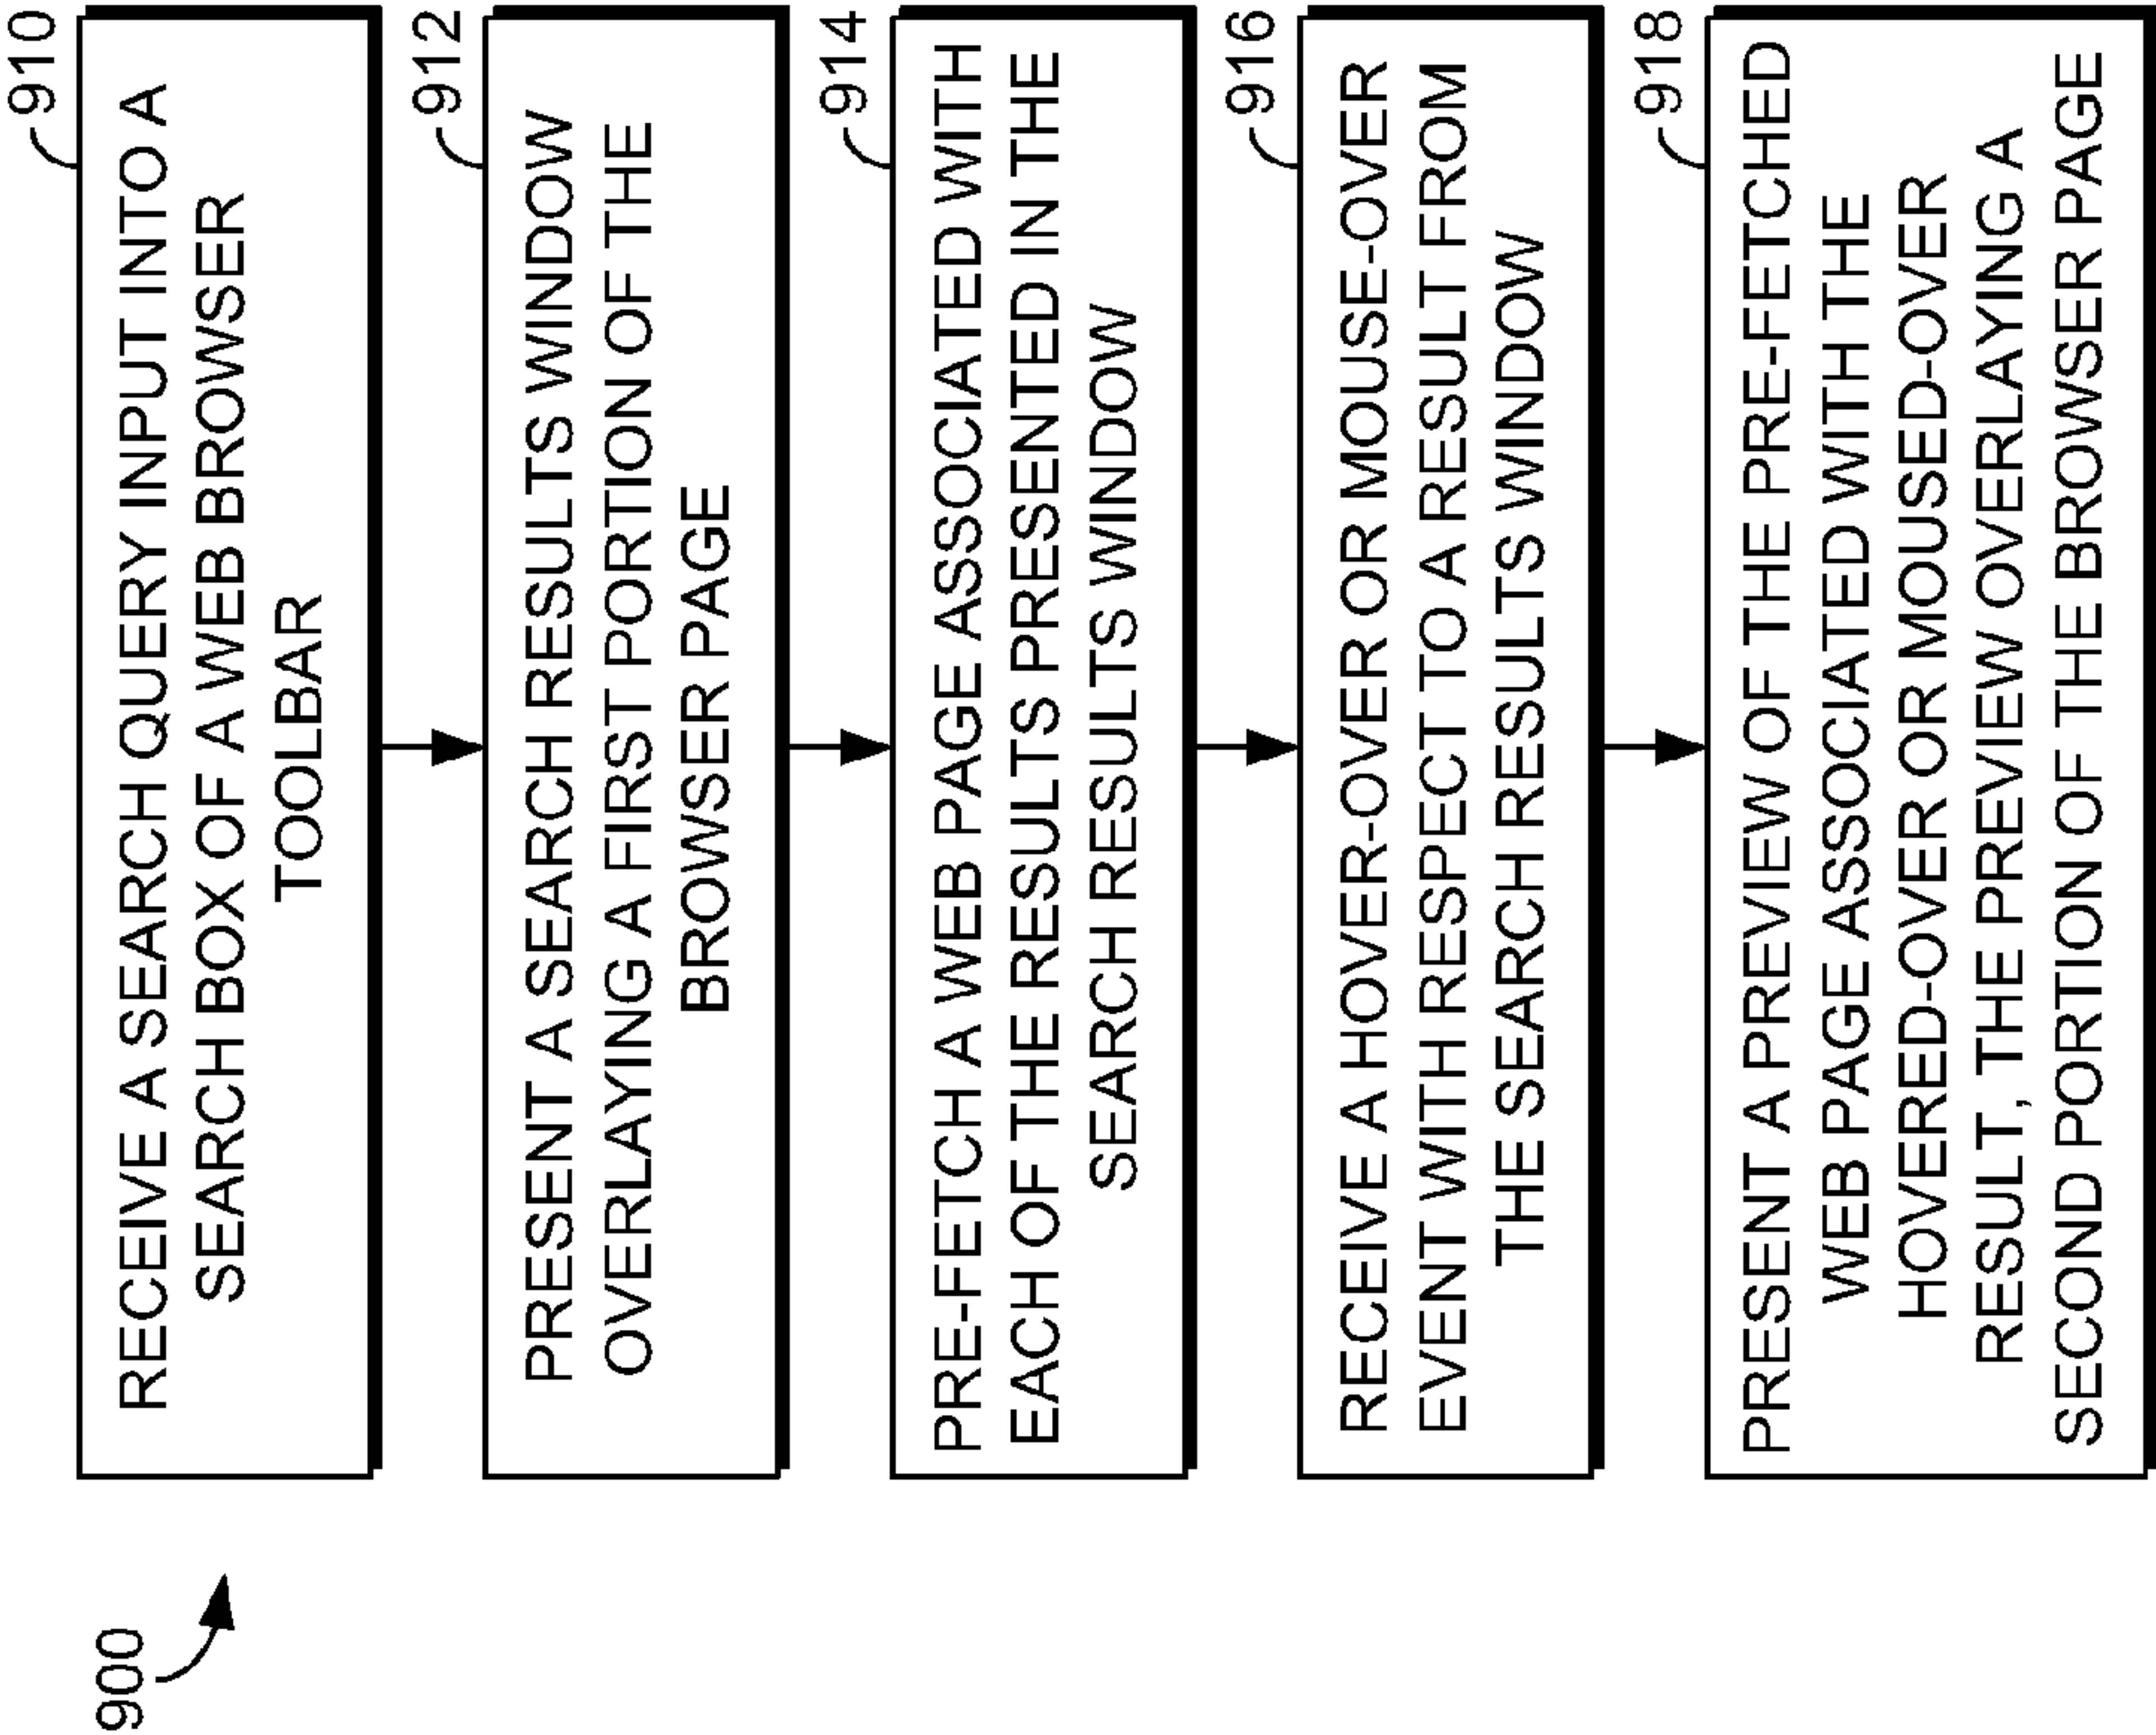 900
910
RECEIVE A SEARCH QUERY INPUT INTO A
SEARCH BOX OF A WEB BROWSER
TOOLBAR
912
PRESENT A SEARCH RESULTS WINDOW
OVERLAYING A FIRST PORTION OF THE
BROWSER PAGE
914
PRE-FETCH A WEB PAGE ASSOCIATED WITH
EACH OF THE RESULTS PRESENTED IN THE
SEARCH RESULTS WINDOW
916
RECEIVE A HOVER-OVER OR MOUSE-OVER
EVENT WITH RESPECT TO A RESULT FROM
THE SEARCH RESULTS WINDOW
918
PRESENT A PREVIEW OF THE PRE-FETCHED
WEB PAGE ASSOCIATED WITH THE
HOVERED-OVER OR MOUSED-OVER
RESULT, THE PREVIEW OVERLAYING A
SECOND PORTION OF THE BROWSER PAGE